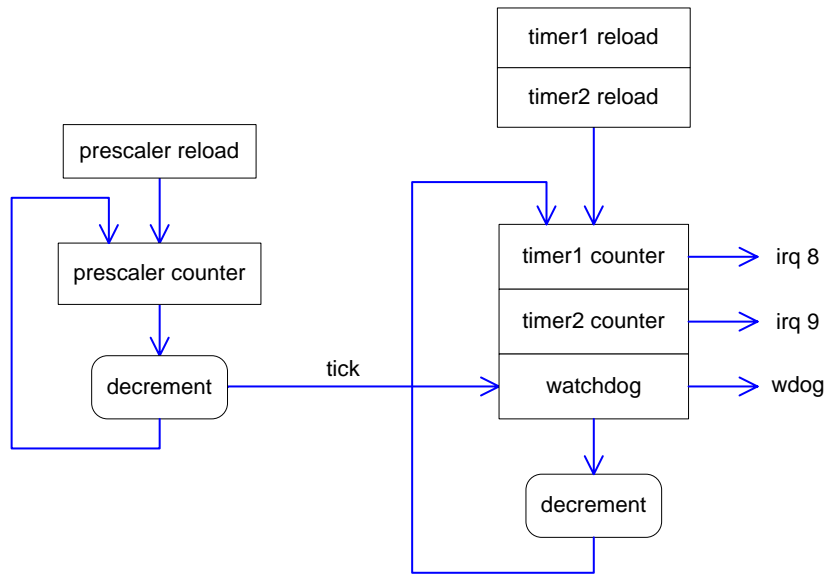 timer1 reload
timer2 reload
prescaler reload
prescaler counter
decrement
tick
timer1 counter
irq 8
timer2 counter
irq 9
watchdog
wdog
decrement